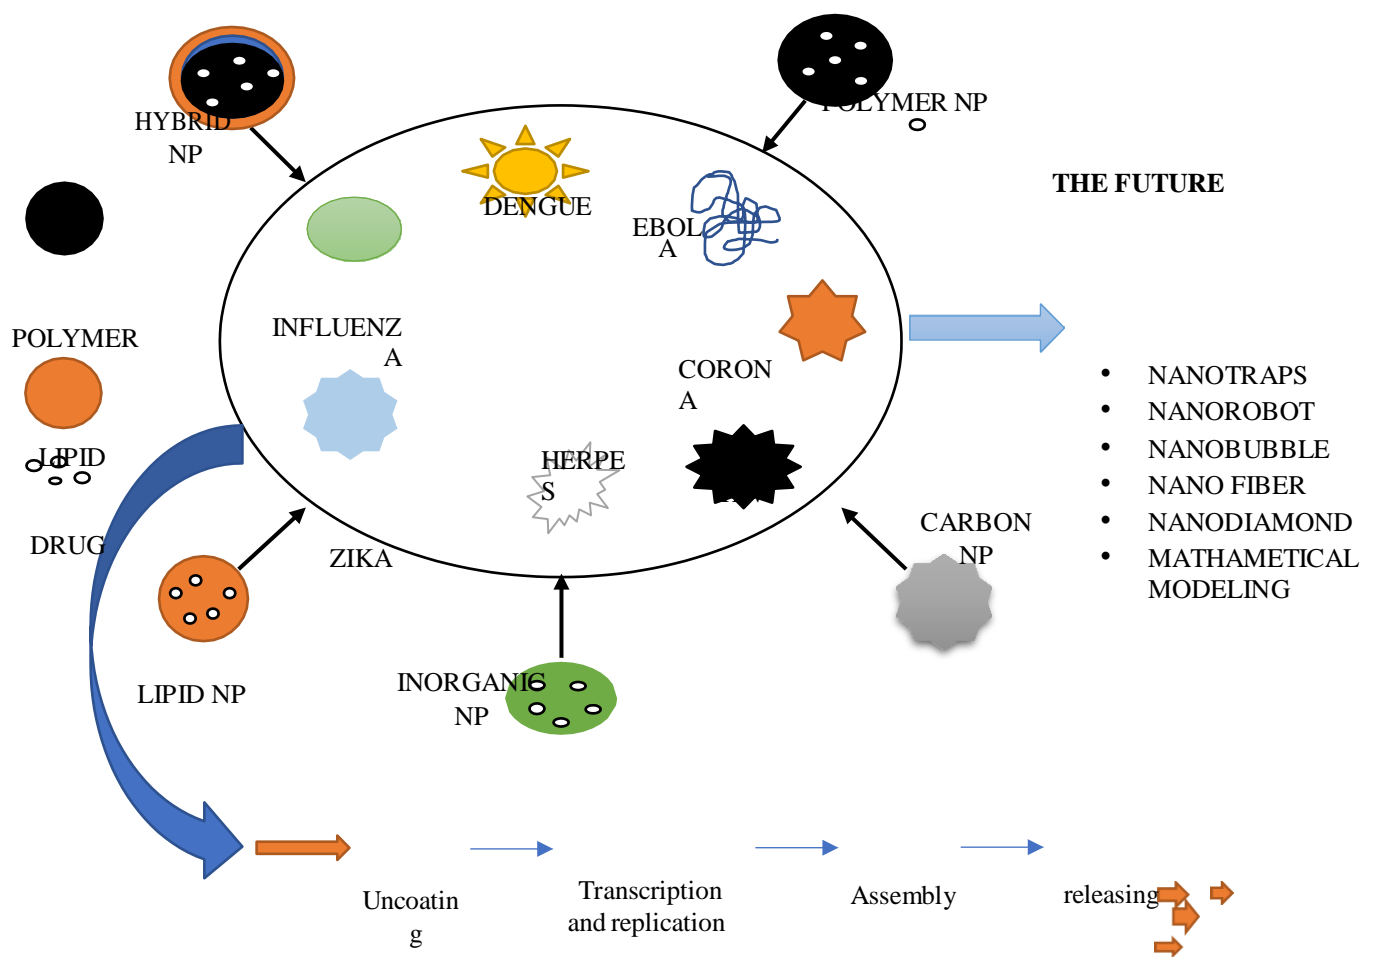 HYBRID
NP
POLYMER NP
THE FUTURE
DENGUE
EBOL
A
POLYMER
INFLUENZ
A
CORON
A
NANOTRAPS
NANOROBOT
NANOBUBBLE
NANO FIBER
NANODIAMOND
MATHAMETICAL
MODELING
LIPID
HERPE
S
DRUG
ZIKA
CARBON
NP
LIPID NP
INORGANIC
NP
Uncoatin
g
Transcription
and replication
Assembly
releasing